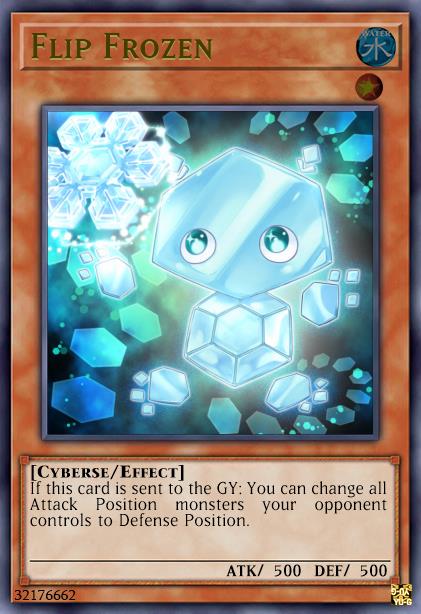 FLIP FROZEN
WATER
水
[CYBERSE/EFFECT]
If this card is sent to the GY: You can change all
Attack Position monsters your opponent
controls to Defense Position.
ATK/ 500 DEF/ 500
32176662